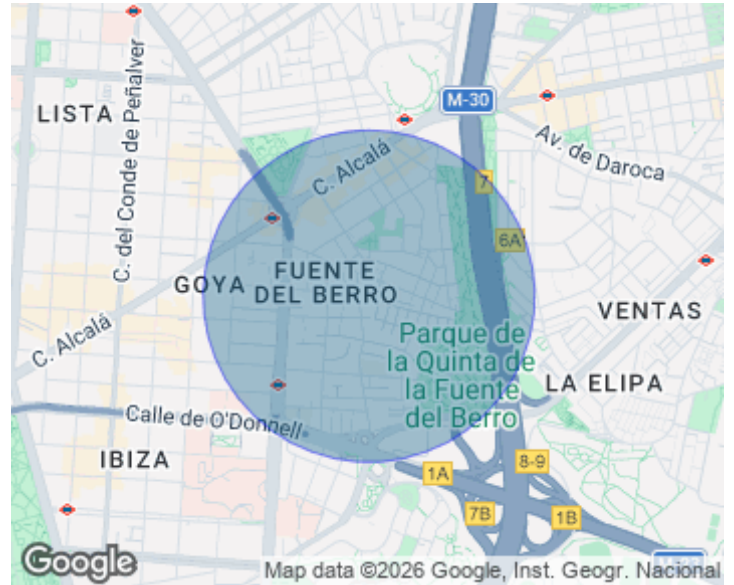 M-30
LISTA
C. del Conde de Peñalver
Av. de Daroca
C. Alcalá
7
6A
GOYA
FUENTE
DEL BERRO
VENTAS
C. Alcalá
Parque de
la Quinta de
la Fuente
del Berro
LA ELIPA
Calle de O'Donnell
IBIZA
1A
8-9
7B
1B
Google
Map data ©2026 Google, Inst. Geogr. Nacional